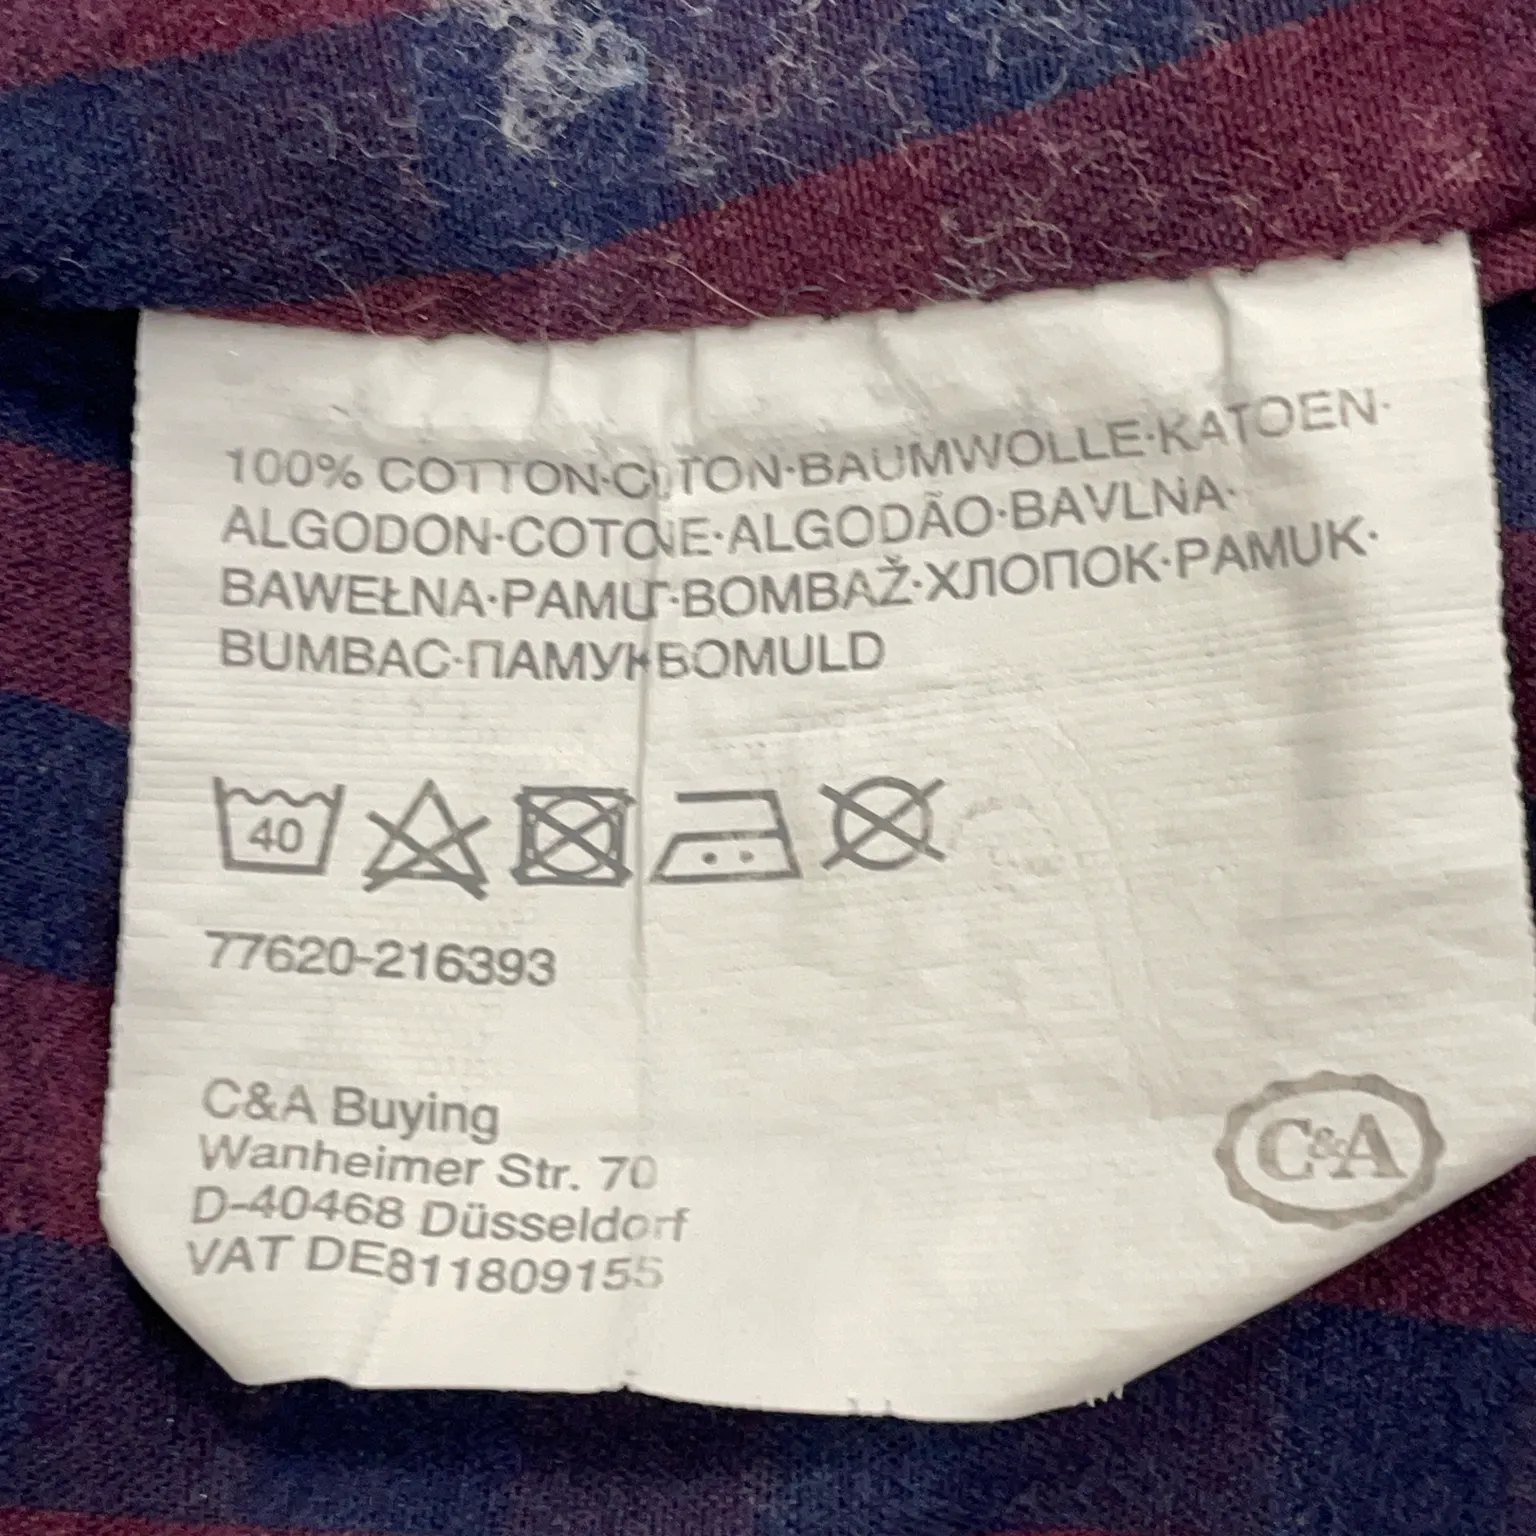 100% COTTON·COTON·BAUMWOLLE·KATOEN·
ALGODON·COTONE·ALGODÃO·BAVLNA·
BAWEŁNA·PAMUT·BOMBAŽ·ХЛОПОК·PAMUK·
BUMBAC·ПАМУК·BOMULD
40
77620-216393
C&A Buying
Wanheimer Str. 70
D-40468 Düsseldorf
VAT DE811809155
C&A